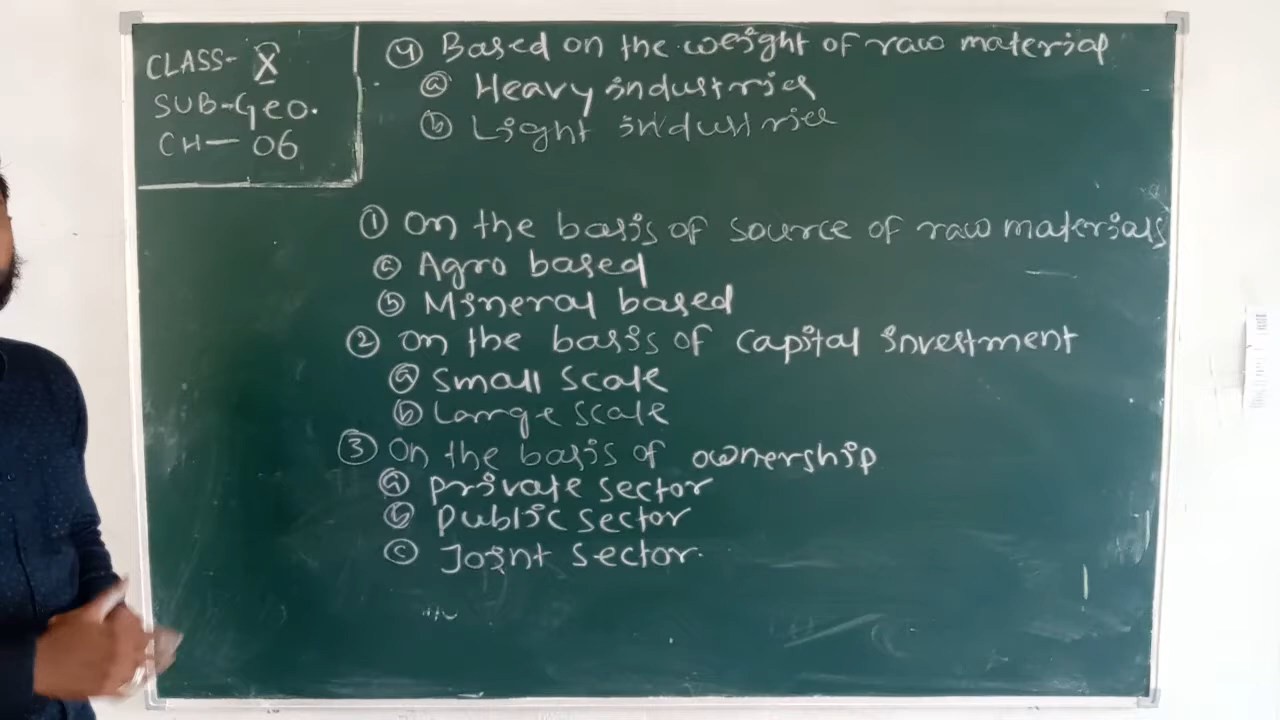 CLASS- X
SUB-Geo.
CH- 06
4 Based on the weight of raw material
a Heavy industries
b Light industries
1 On the basis of source of raw materials
a Agro based
b Mineral based
2 On the basis of capital investment
a Small scale
b Large scale
3 On the basis of ownership
a Private sector
b Public sector
c Joint sector.